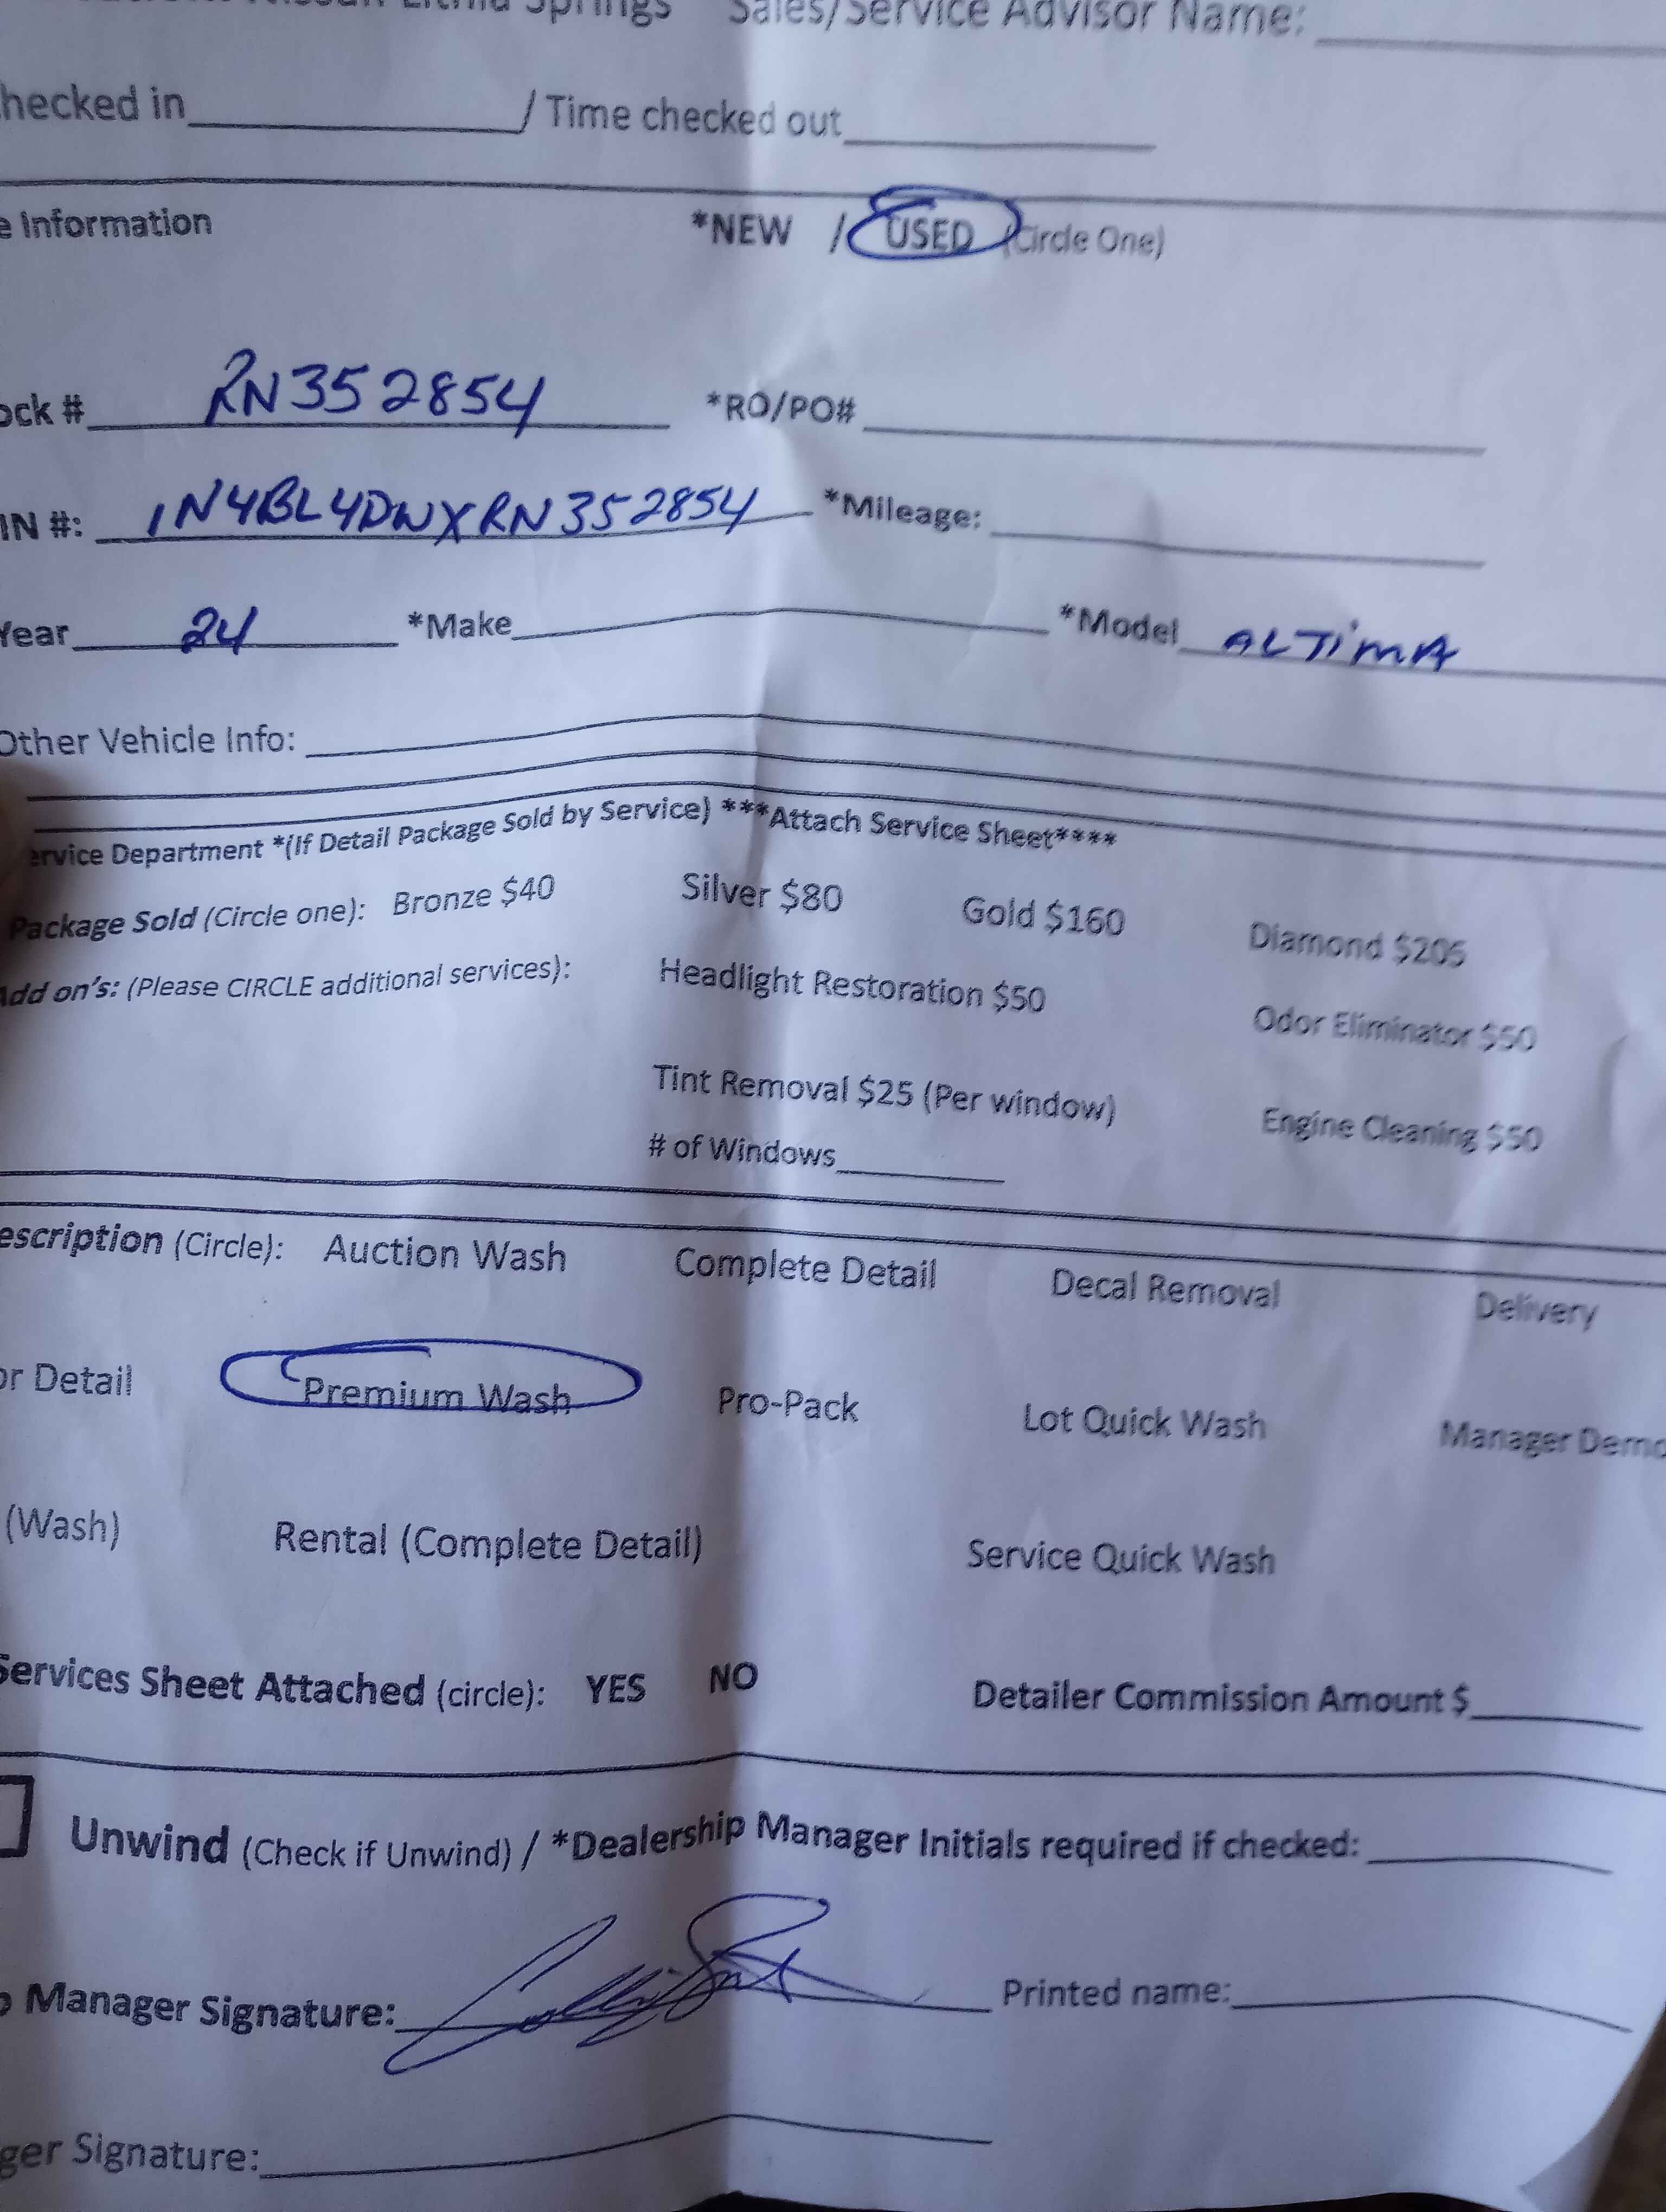 Lithia Springs Sales/Service Advisor Name:
hecked in / Time checked out
e Information *NEW / USED (Circle One)
ock # RN352854 *RO/PO#
IN #: 1N4BL4DWXRN352854 *Mileage:
Year 24 *Make *Model ALTiMA
Other Vehicle Info:
ervice Department *(If Detail Package Sold by Service) ***Attach Service Sheet****
Package Sold (Circle one): Bronze $40 Silver $80 Gold $160 Diamond $205
Add on's: (Please CIRCLE additional services): Headlight Restoration $50 Odor Eliminator $50
Tint Removal $25 (Per window) Engine Cleaning $50
# of Windows
escription (Circle): Auction Wash Complete Detail Decal Removal Delivery
or Detail Premium Wash Pro-Pack Lot Quick Wash Manager Demo
(Wash) Rental (Complete Detail) Service Quick Wash
Services Sheet Attached (circle): YES NO Detailer Commission Amount $
Unwind (Check if Unwind) / *Dealership Manager Initials required if checked:
p Manager Signature: Printed name:
ger Signature: